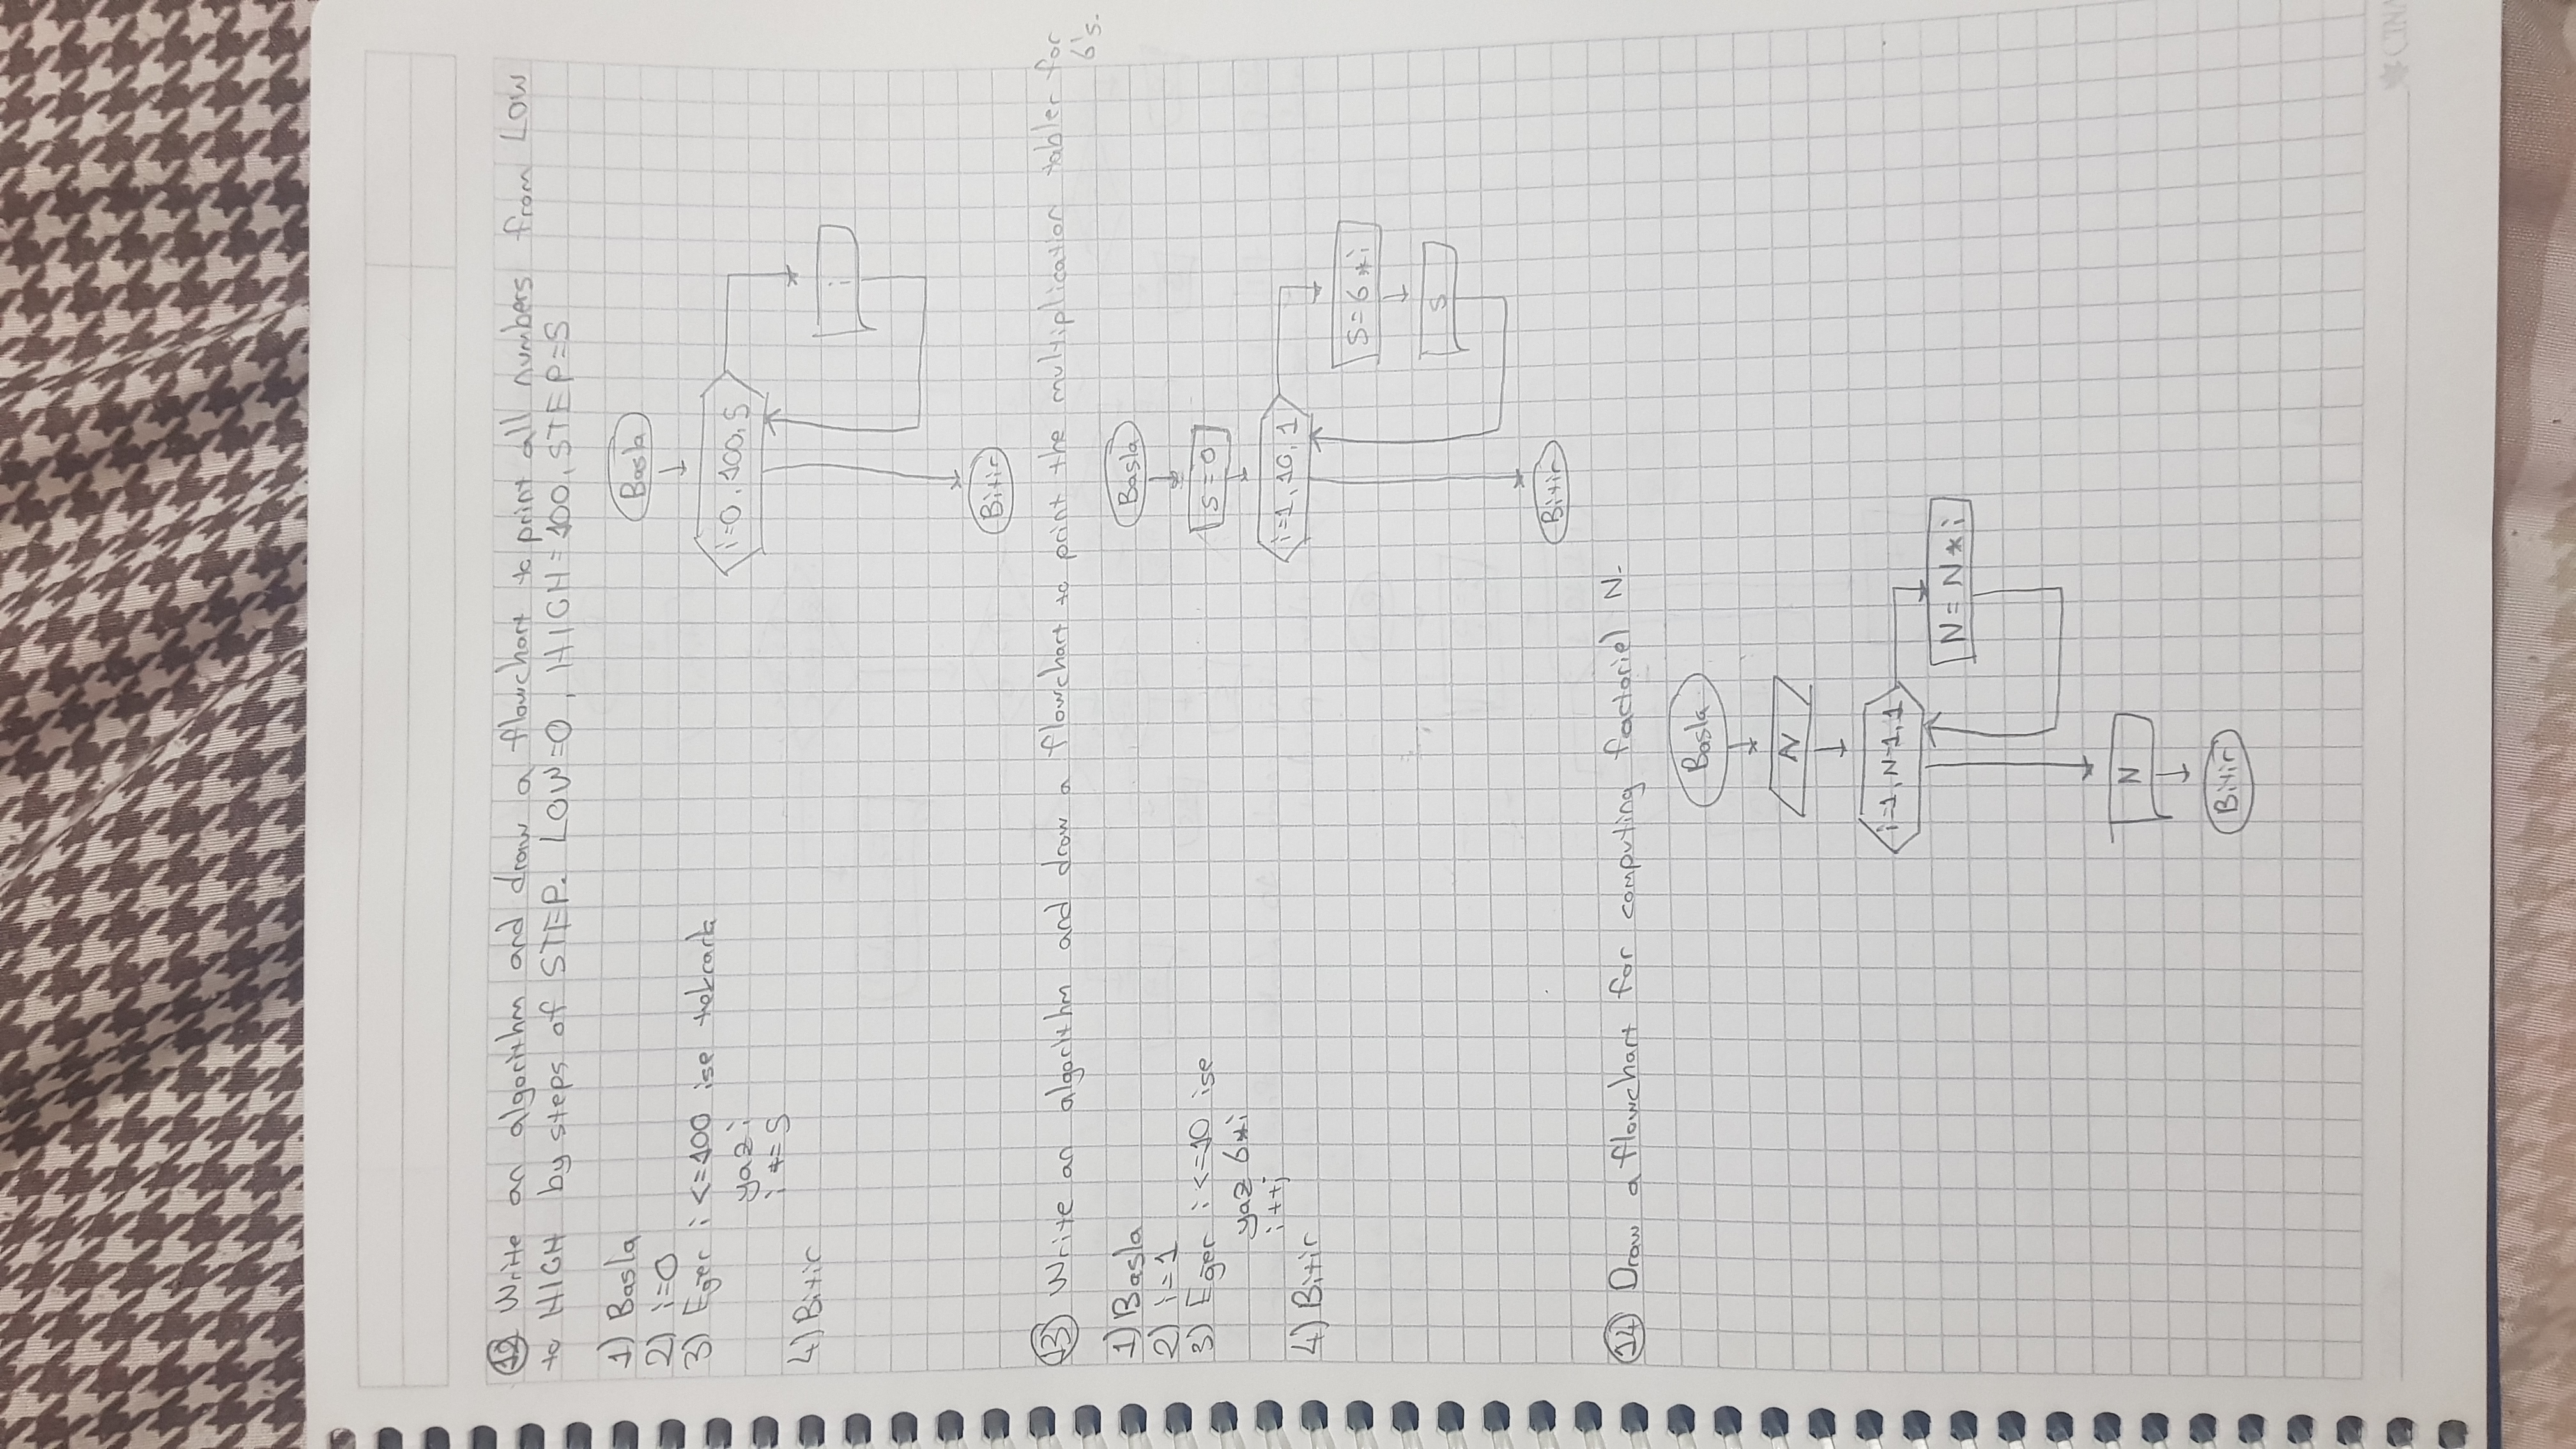 12 Write an algorithm and draw a flowchart to print all numbers from LOW
to HIGH by steps of STEP. LOW=0, HIGH=100, STEP=5
1) Basla
2) i=0
3) Eger i <=100 ise tekrarla
yaz i
i += 5
4) Bitir
Basla
i=0, 100, 5
i
Bitir
13 Write an algorithm and draw a flowchart to print the multiplication tabler for
6's.
1) Basla
2) i=1
3) Eger i <=10 ise
yaz 6*i
i++;
4) Bitir
Basla
S=0
i=1, 10, 1
S=6*i
S
Bitir
14 Draw a flowchart for computing factoriel N.
Basla
N
i=1, N-1, 1
N=N*i
N
Bitir